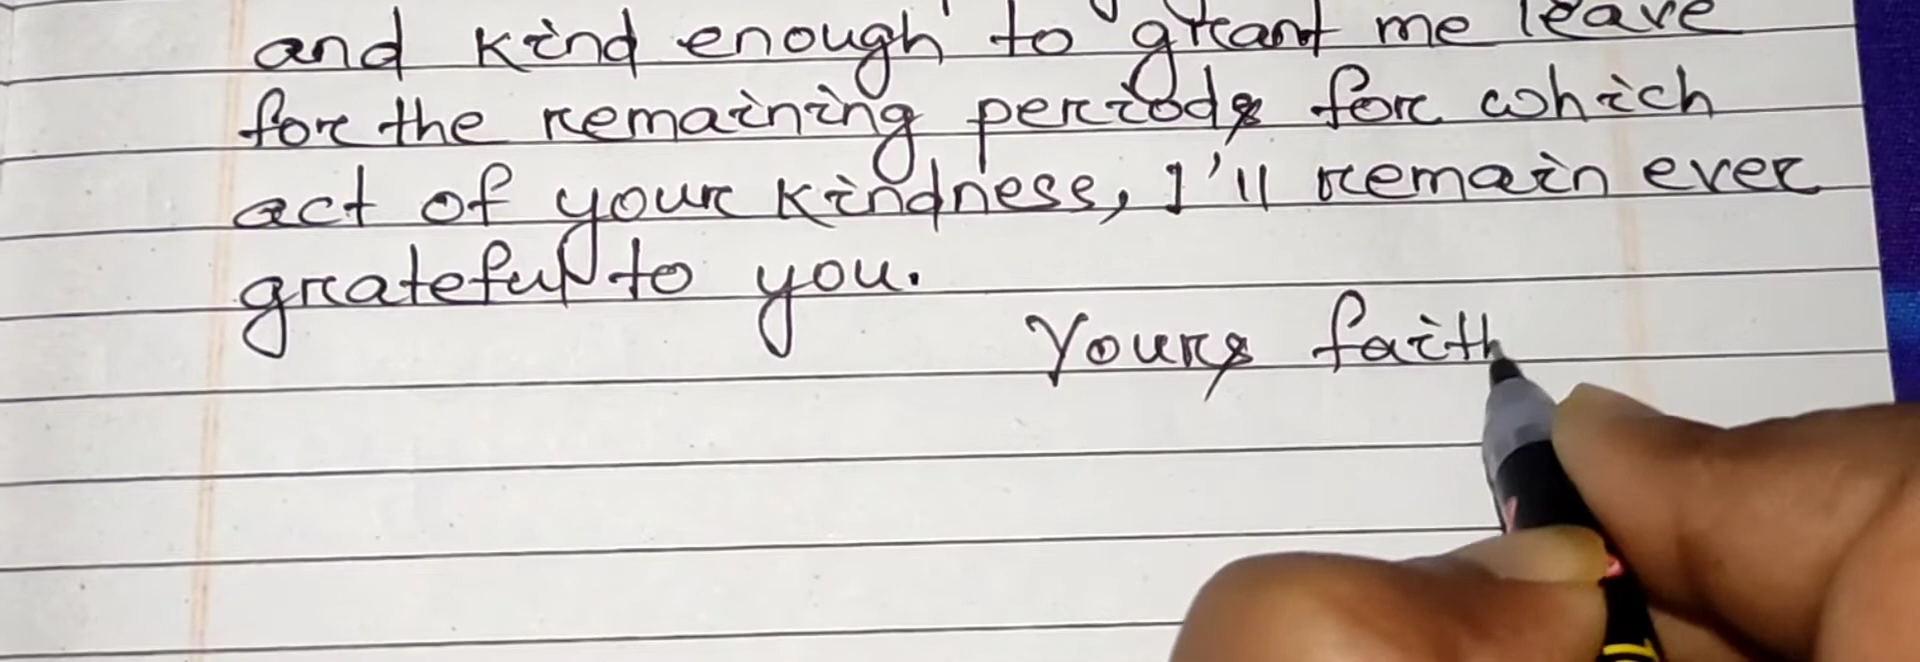 and kind enough to grant me leave
for the remaining periods for which
act of your kindness, I'll remain ever
grateful to you.
Yours faith